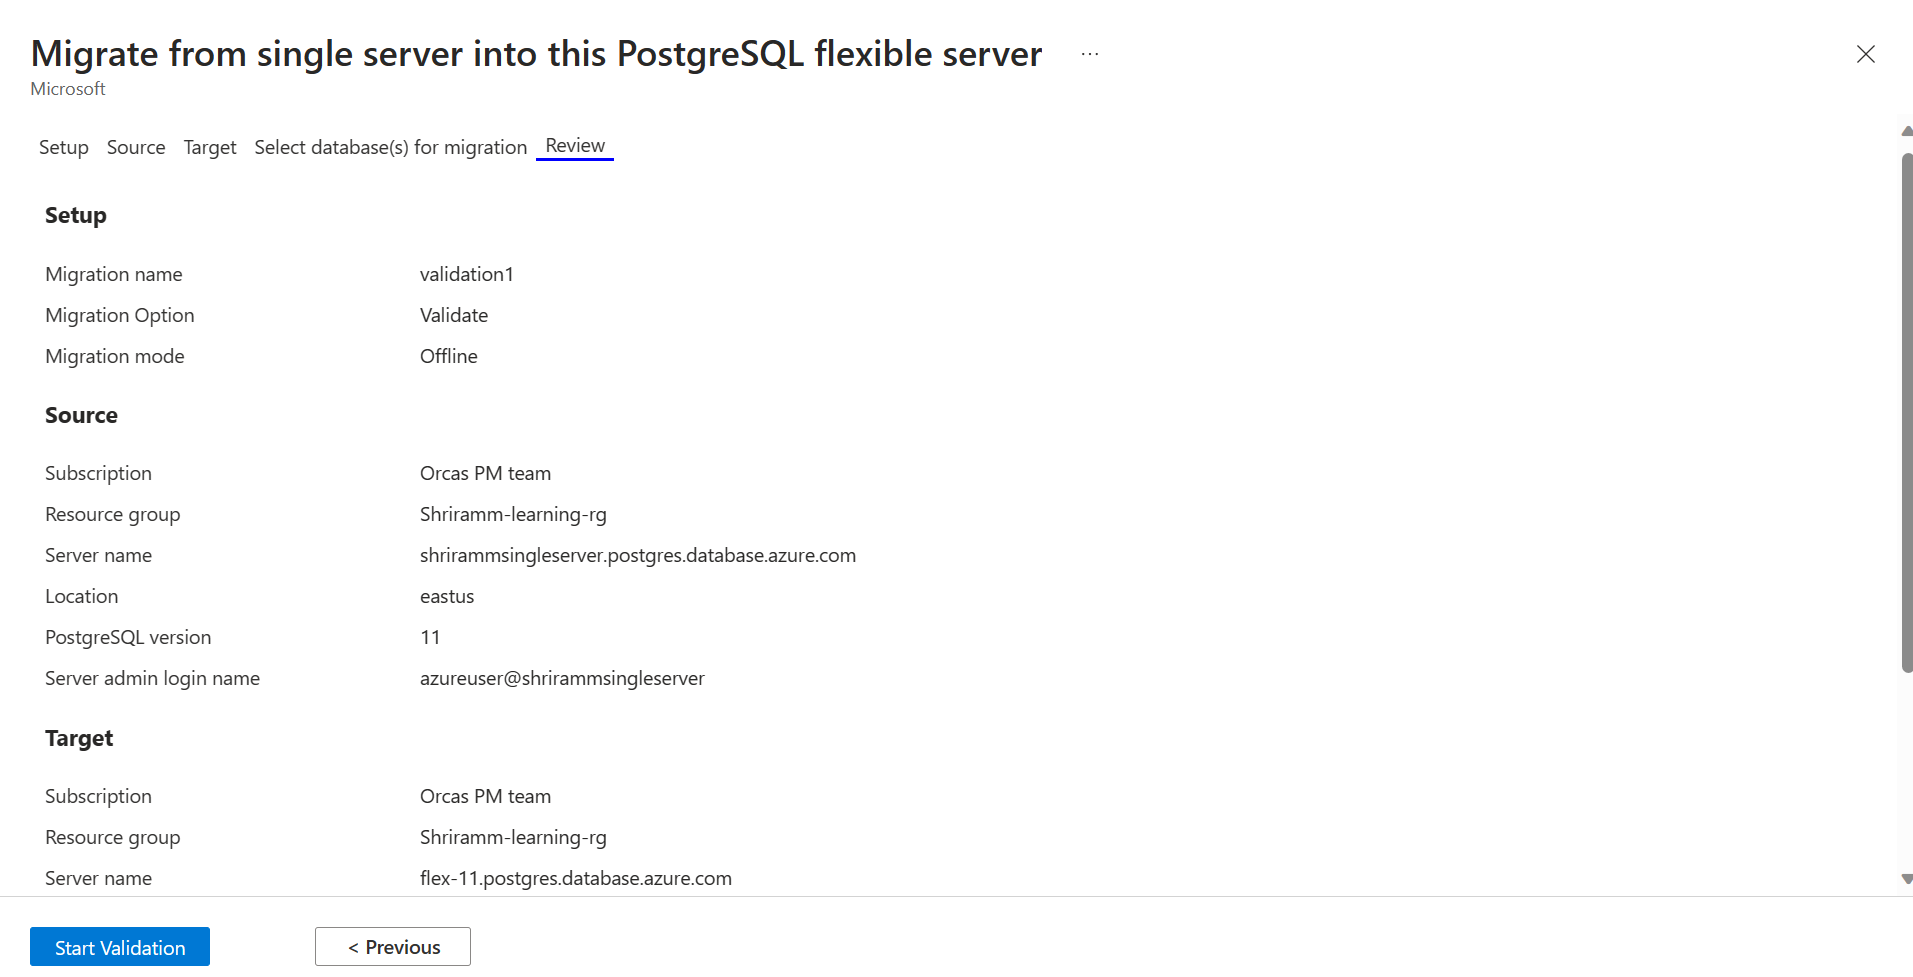 Migrate from single server into this PostgreSQL flexible server ...
Microsoft
Setup Source Target Select database(s) for migration Review
Setup
Migration name validation1
Migration Option Validate
Migration mode Offline
Source
Subscription Orcas PM team
Resource group Shriramm-learning-rg
Server name shrirammsingleserver.postgres.database.azure.com
Location eastus
PostgreSQL version 11
Server admin login name azureuser@shrirammsingleserver
Target
Subscription Orcas PM team
Resource group Shriramm-learning-rg
Server name flex-11.postgres.database.azure.com
Start Validation < Previous